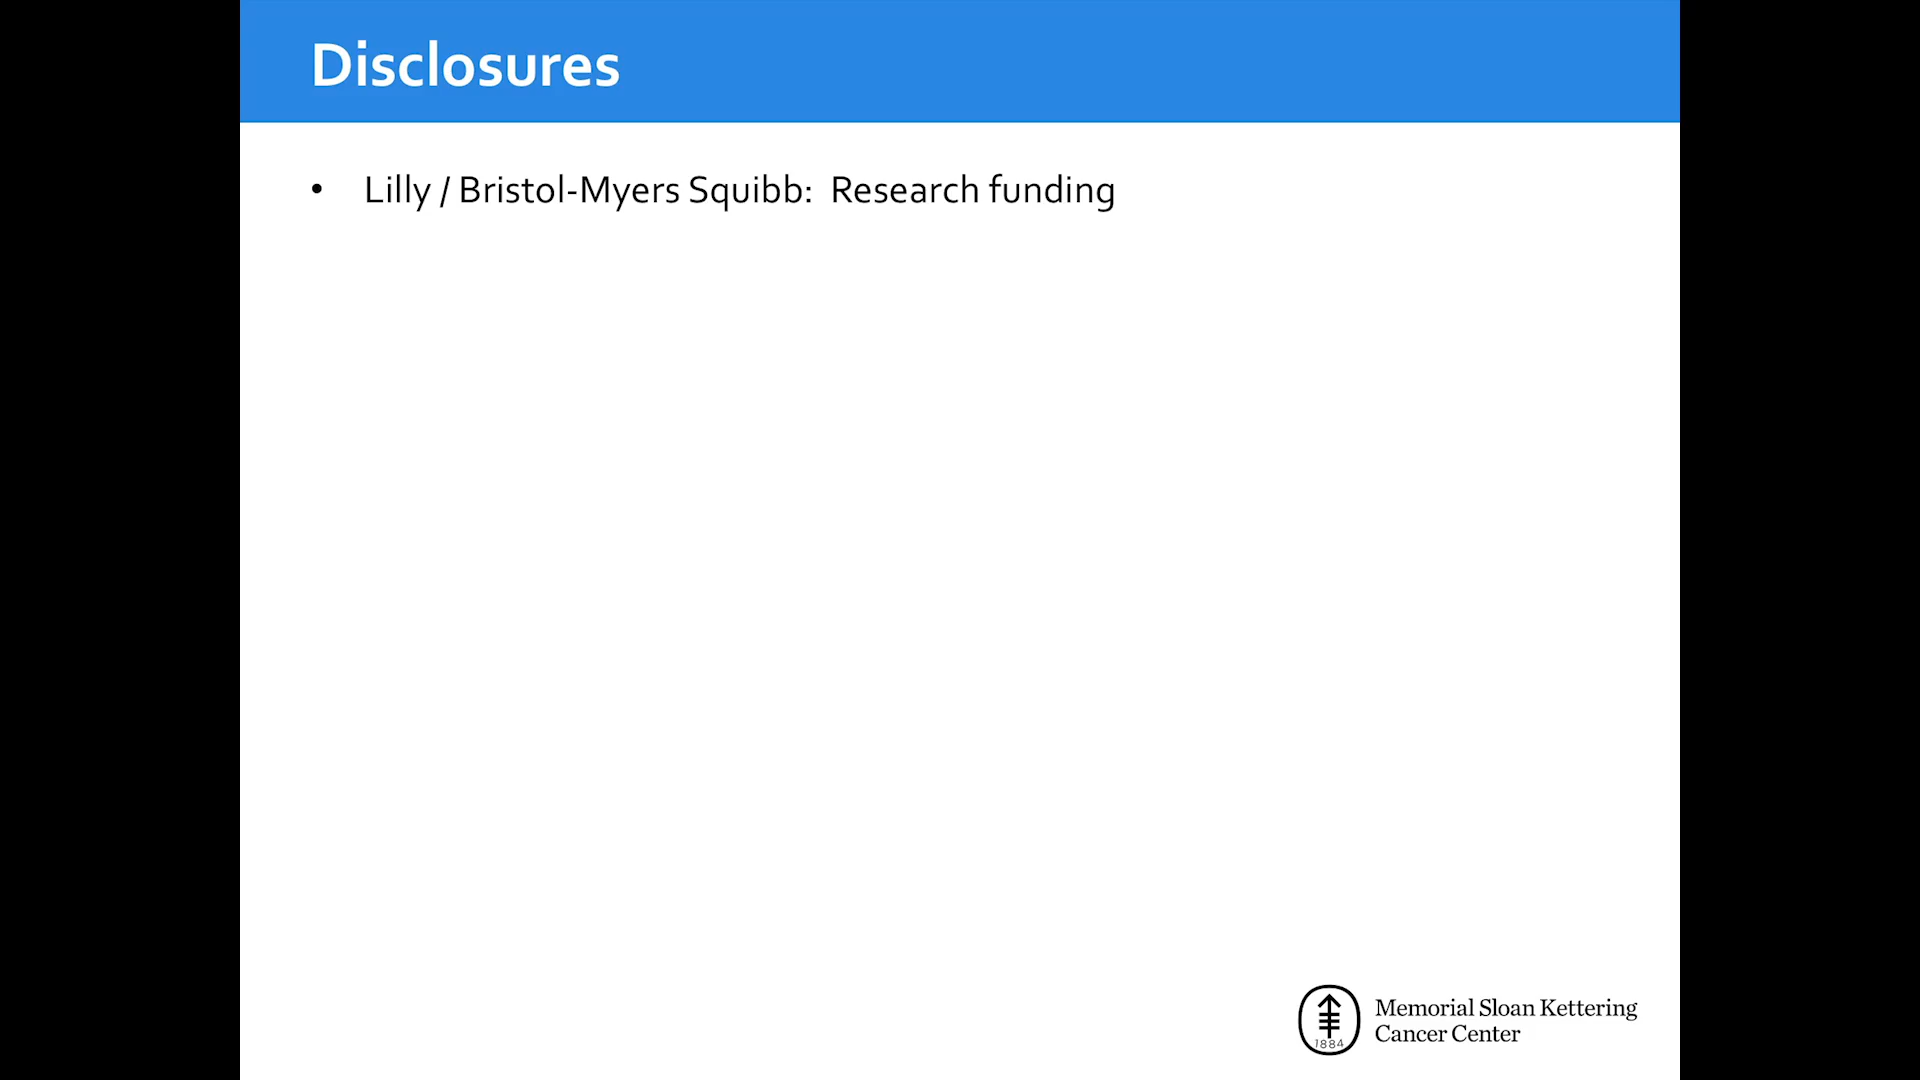 Disclosures
• Lilly / Bristol-Myers Squibb: Research funding
1884
Memorial Sloan Kettering
Cancer Center